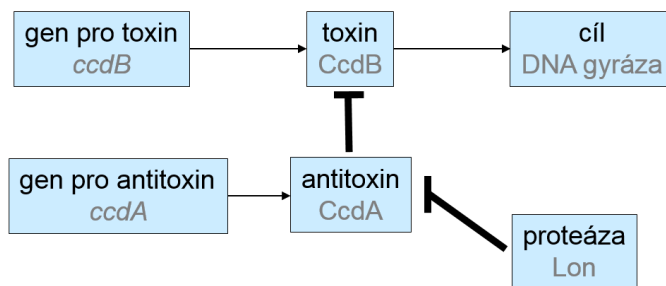 gen pro toxin
ccdB
toxin
CcdB
cíl
DNA gyráza
gen pro antitoxin
ccdA
antitoxin
CcdA
proteáza
Lon